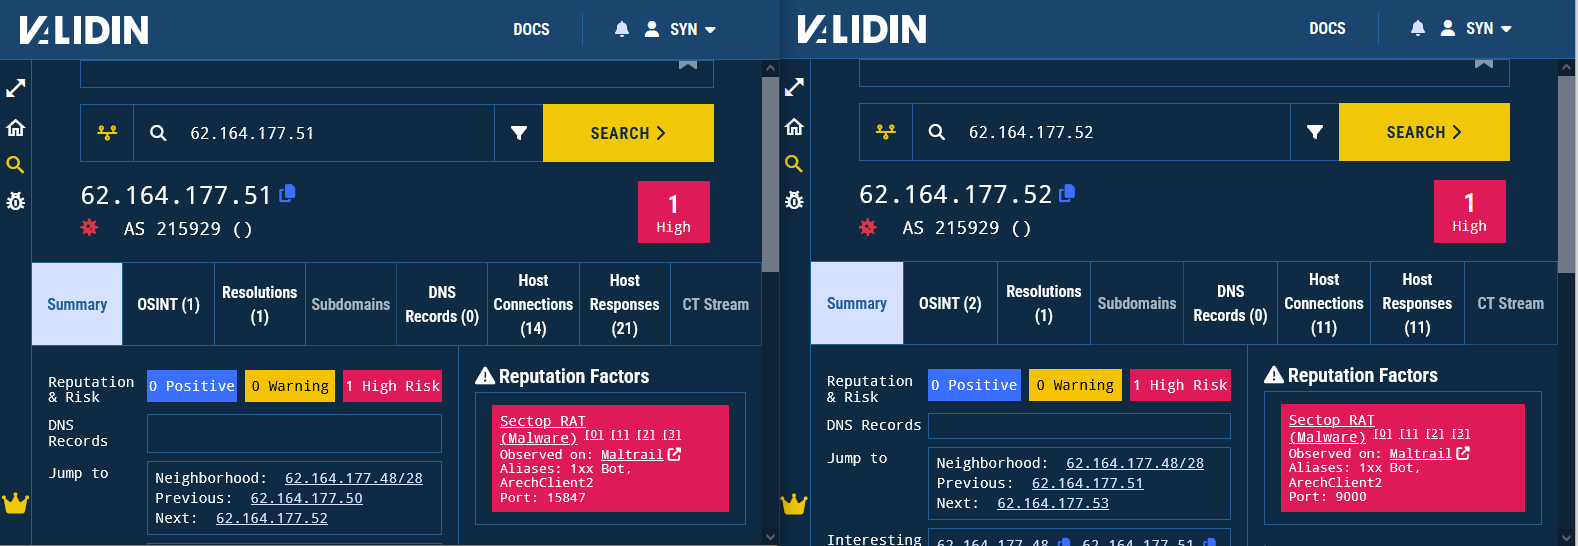 VALIDIN
DOCS
SYN
62.164.177.51
SEARCH
62.164.177.51
AS 215929 ()
1
High
Summary
OSINT (1)
Resolutions
(1)
Subdomains
DNS
Records (0)
Host
Connections
(14)
Host
Responses
(21)
CT Stream
Reputation
& Risk
0 Positive
0 Warning
1 High Risk
DNS
Records
Jump to
Neighborhood: 62.164.177.48/28
Previous: 62.164.177.50
Next: 62.164.177.52
Reputation Factors
Sectop RAT
(Malware) [0] [1] [2] [3]
Observed on: Maltrail
Aliases: 1xx Bot,
ArechClient2
Port: 15847
VALIDIN
DOCS
SYN
62.164.177.52
SEARCH
62.164.177.52
AS 215929 ()
1
High
Summary
OSINT (2)
Resolutions
(1)
Subdomains
DNS
Records (0)
Host
Connections
(11)
Host
Responses
(11)
CT Stream
Reputation
& Risk
0 Positive
0 Warning
1 High Risk
DNS Records
Jump to
Neighborhood: 62.164.177.48/28
Previous: 62.164.177.51
Next: 62.164.177.53
Interesting
62.164.177.48 62.164.177.51
Reputation Factors
Sectop RAT
(Malware) [0] [1] [2] [3]
Observed on: Maltrail
Aliases: 1xx Bot,
ArechClient2
Port: 9000